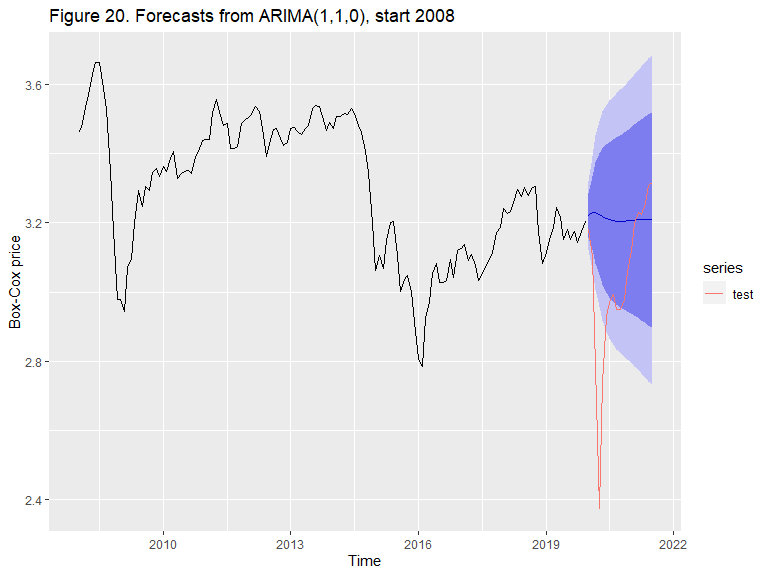 Figure 20. Forecasts from ARIMA(1,1,0), start 2008
3.6
3.2
2.8
2.4
Box-Cox price
2010
2013
2016
2019
2022
Time
series
test